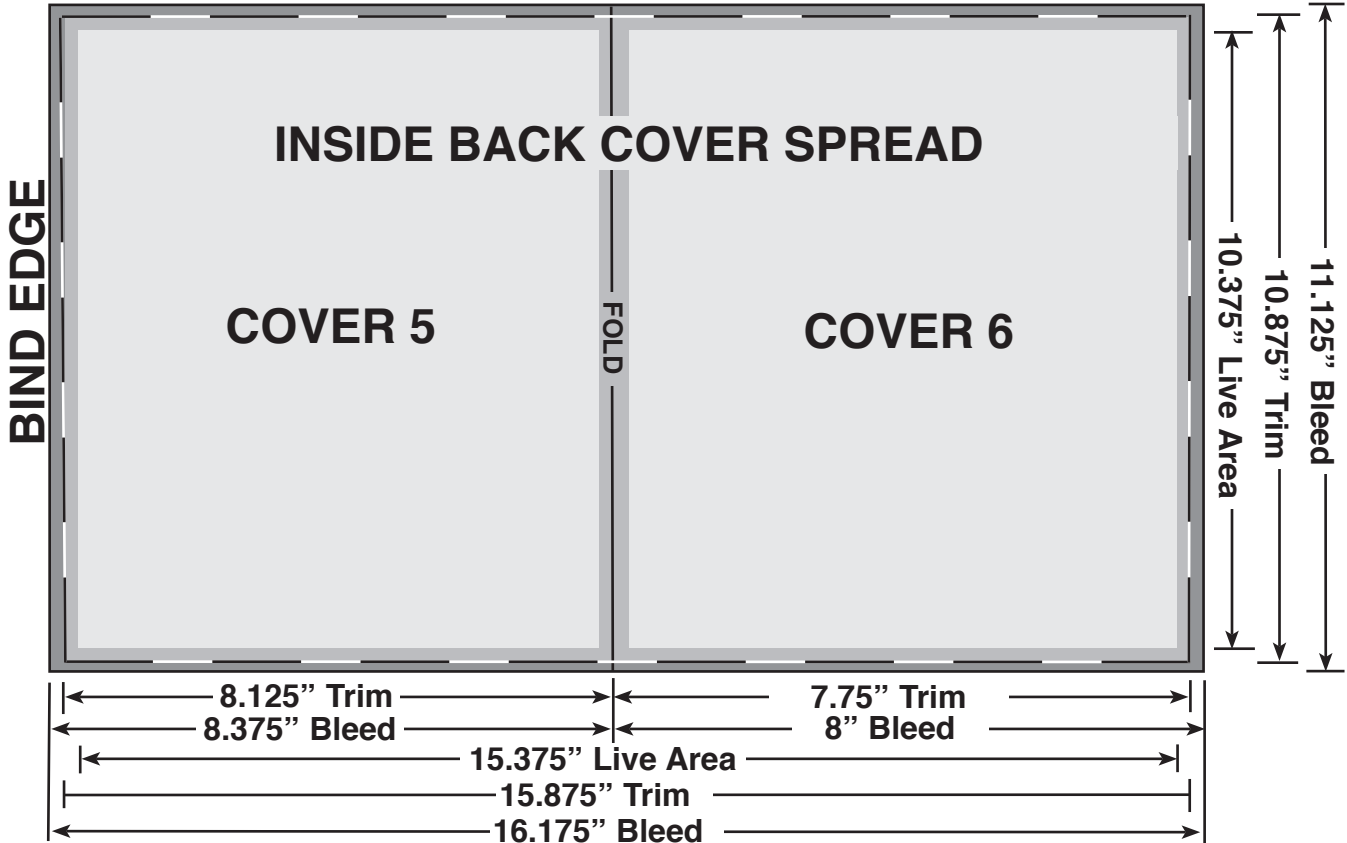 INSIDE BACK COVER SPREAD
BIND EDGE
COVER 5
FOLD
COVER 6
10.375” Live Area
10.875” Trim
11.125” Bleed
8.125” Trim
7.75” Trim
8.375” Bleed
8” Bleed
15.375” Live Area
15.875” Trim
16.175” Bleed